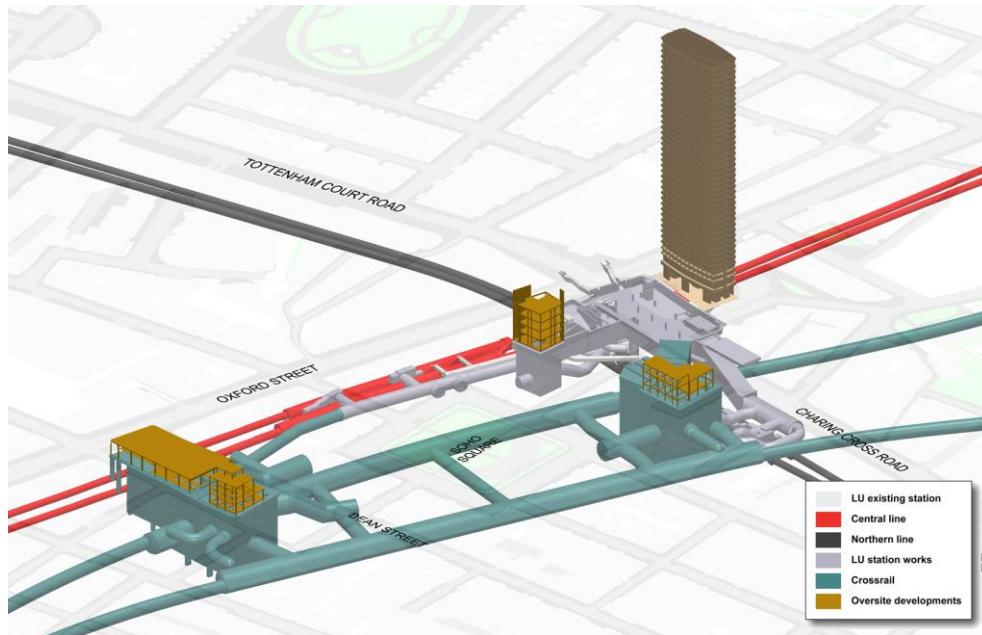 TOTTENHAM COURT ROAD
OXFORD STREET
SOHO
SQUARE
DEAN STREET
CHARING CROSS ROAD
LU existing station
Central line
Northern line
LU station works
Crossrail
Oversite developments